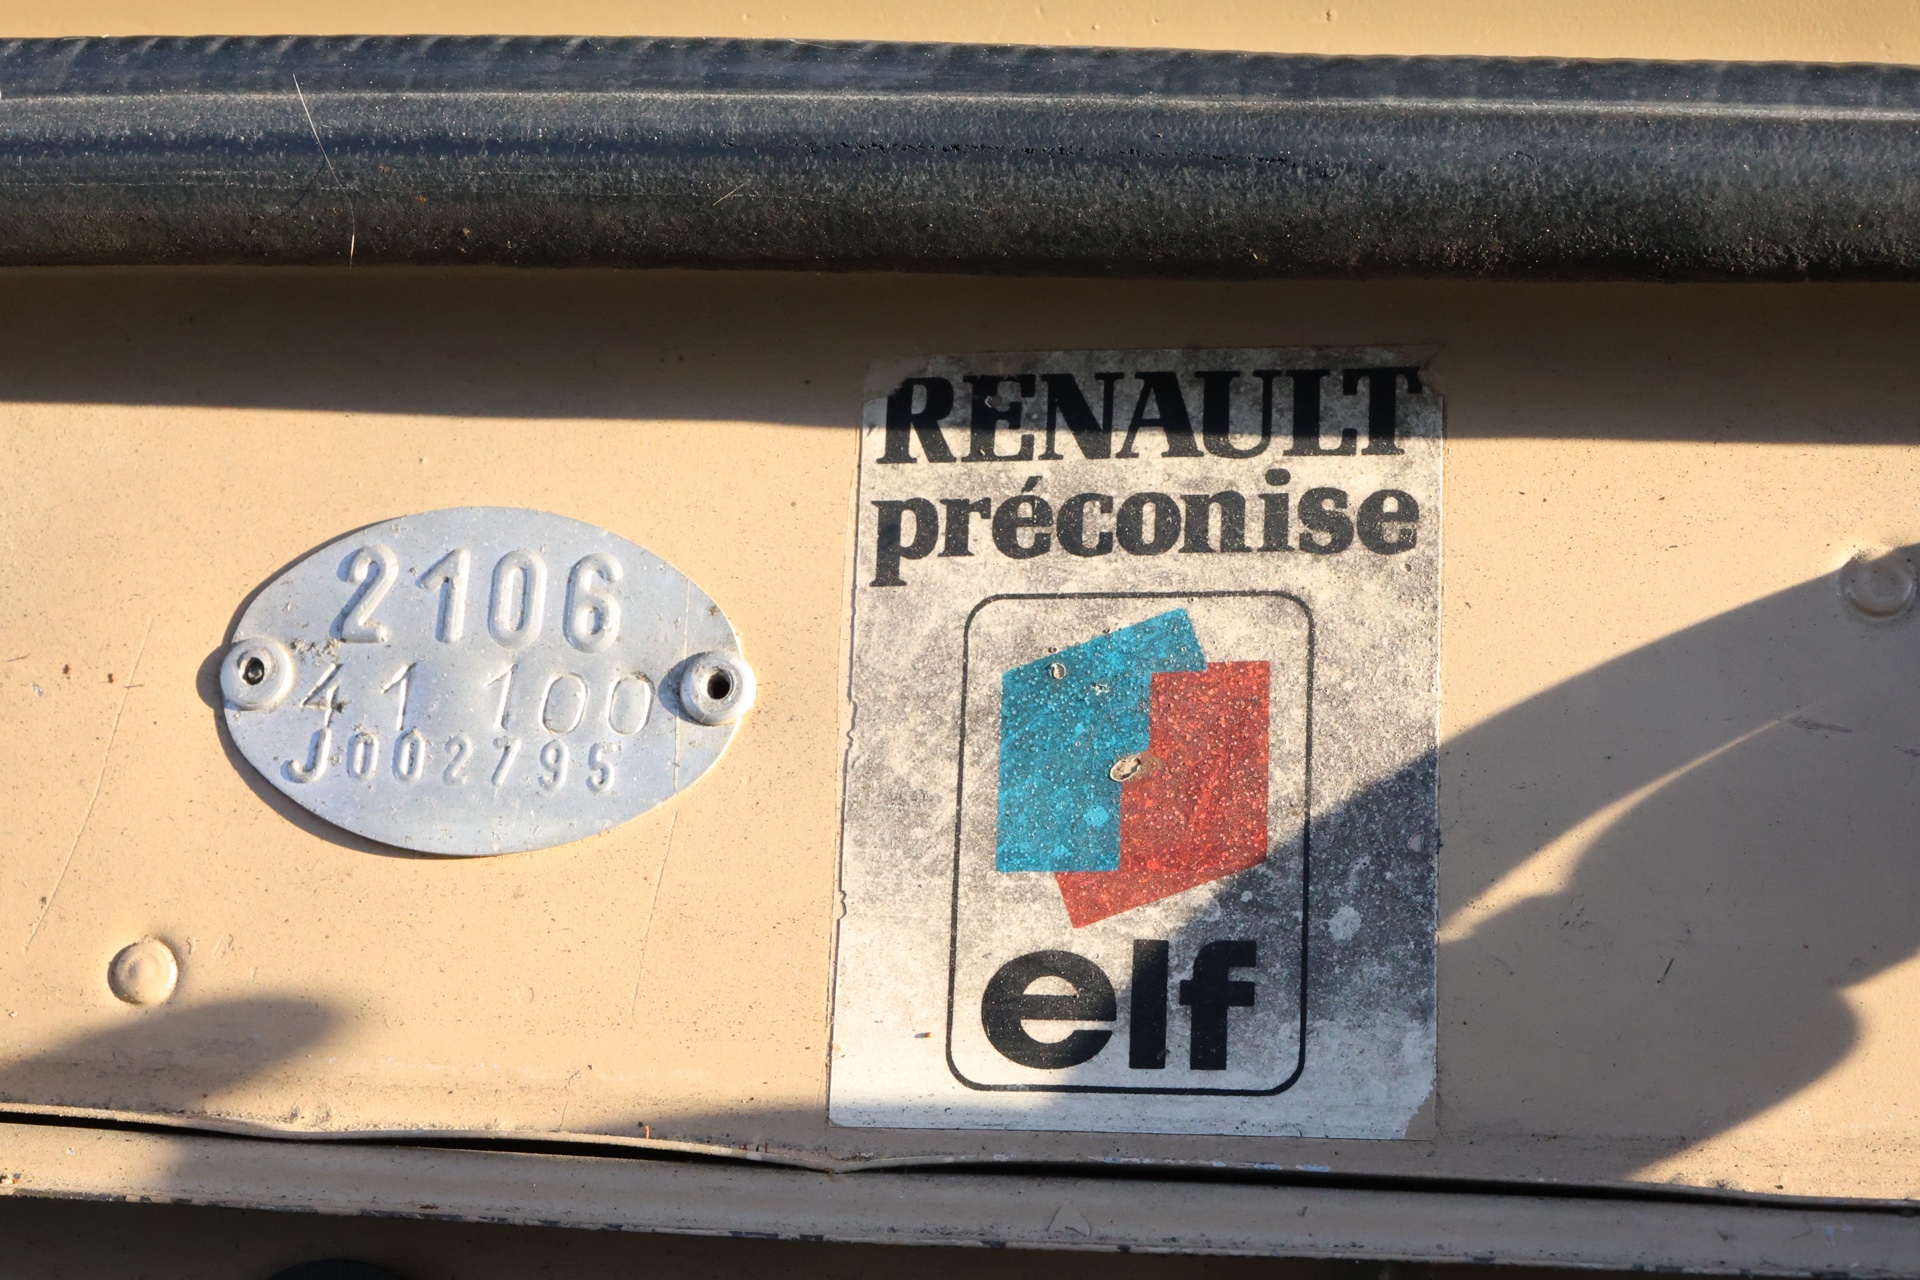 2106
41 100
J002795
RENAULT
préconise
elf